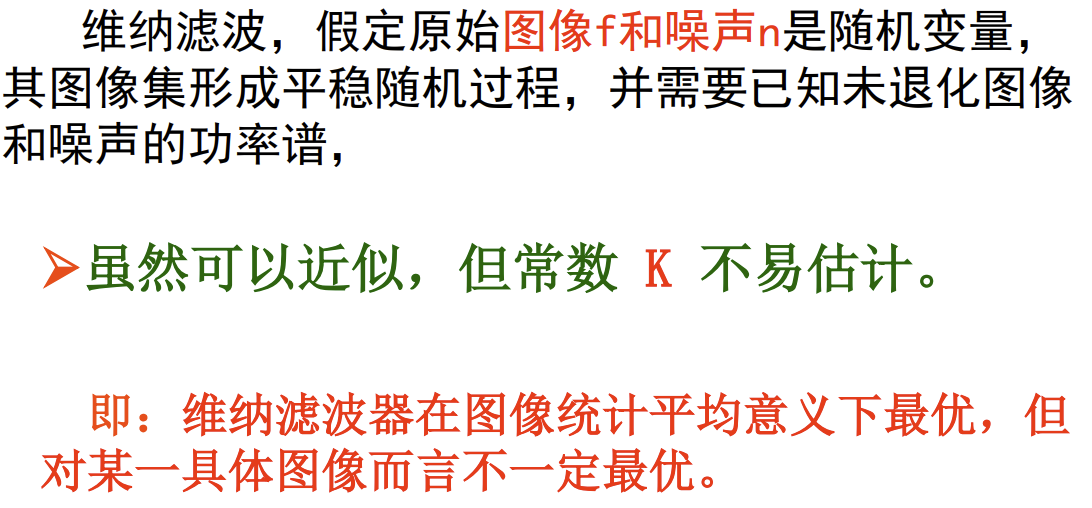 维纳滤波，假定原始图像f和噪声n是随机变量，
其图像集形成平稳随机过程，并需要已知未退化图像
和噪声的功率谱，
➢虽然可以近似，但常数 K 不易估计。
即：维纳滤波器在图像统计平均意义下最优，但
对某一具体图像而言不一定最优。